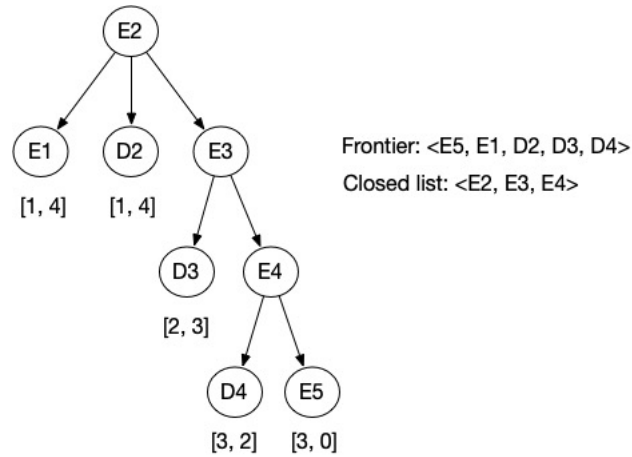 E2
E1 D2 E3
Frontier: <E5, E1, D2, D3, D4>
Closed list: <E2, E3, E4>
[1, 4] [1, 4]
D3 E4
[2, 3]
D4 E5
[3, 2] [3, 0]